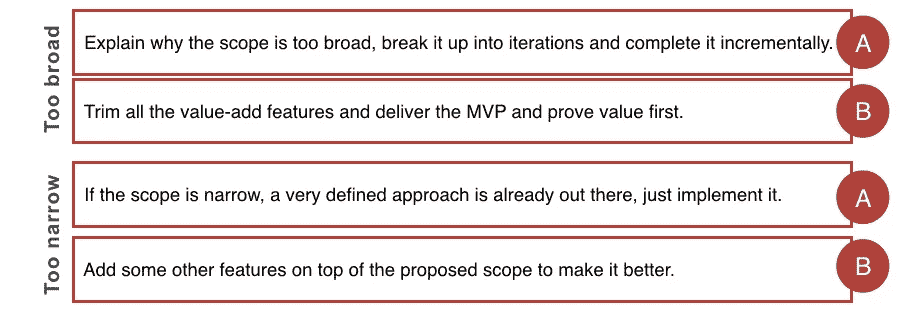 Too broad
Explain why the scope is too broad, break it up into iterations and complete it incrementally.
A
Trim all the value-add features and deliver the MVP and prove value first.
B
Too narrow
If the scope is narrow, a very defined approach is already out there, just implement it.
A
Add some other features on top of the proposed scope to make it better.
B